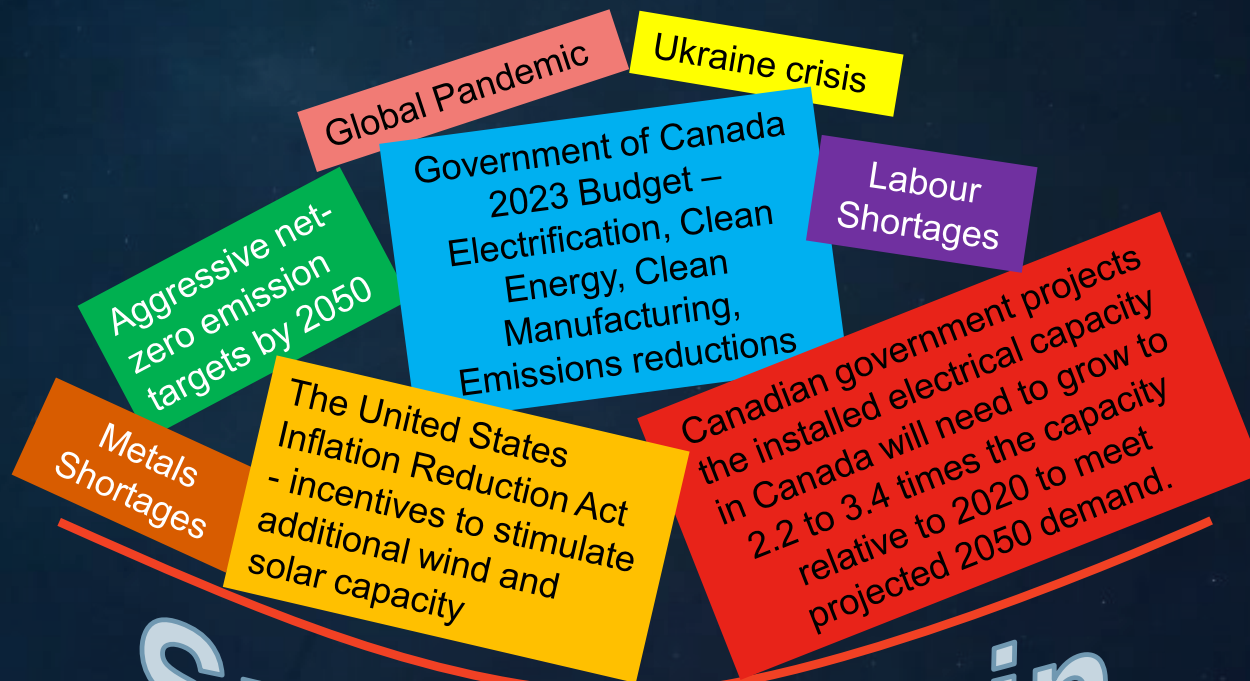 Global Pandemic
Ukraine crisis
Government of Canada
2023 Budget –
Electrification, Clean
Energy, Clean
Manufacturing,
Emissions reductions
Labour
Shortages
Aggressive net-
zero emission
targets by 2050
Metals
Shortages
The United States
Inflation Reduction Act
- incentives to stimulate
additional wind and
solar capacity
Canadian government projects
the installed electrical capacity
in Canada will need to grow to
2.2 to 3.4 times the capacity
relative to 2020 to meet
projected 2050 demand.